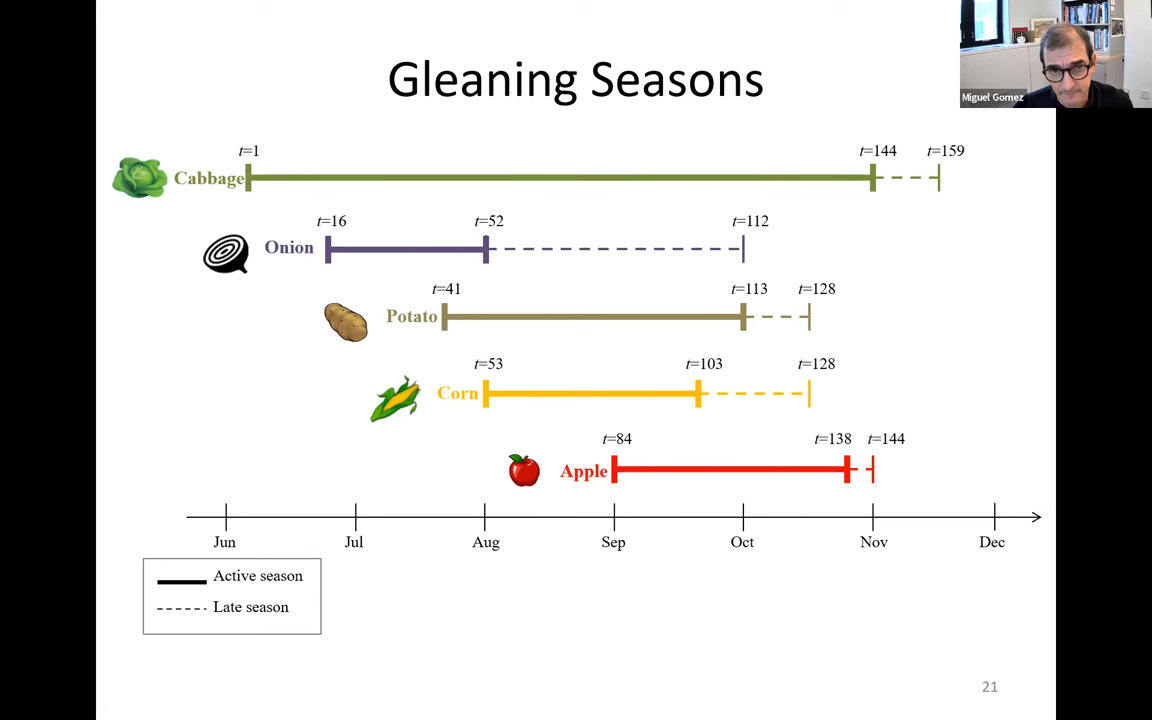 Gleaning Seasons
Miguel Gomez
t=1
t=144
t=159
Cabbage
t=16
t=52
t=112
Onion
t=41
t=113
t=128
Potato
t=53
t=103
t=128
Corn
t=84
t=138
t=144
Apple
Jun Jul Aug Sep Oct Nov Dec
Active season
Late season
21